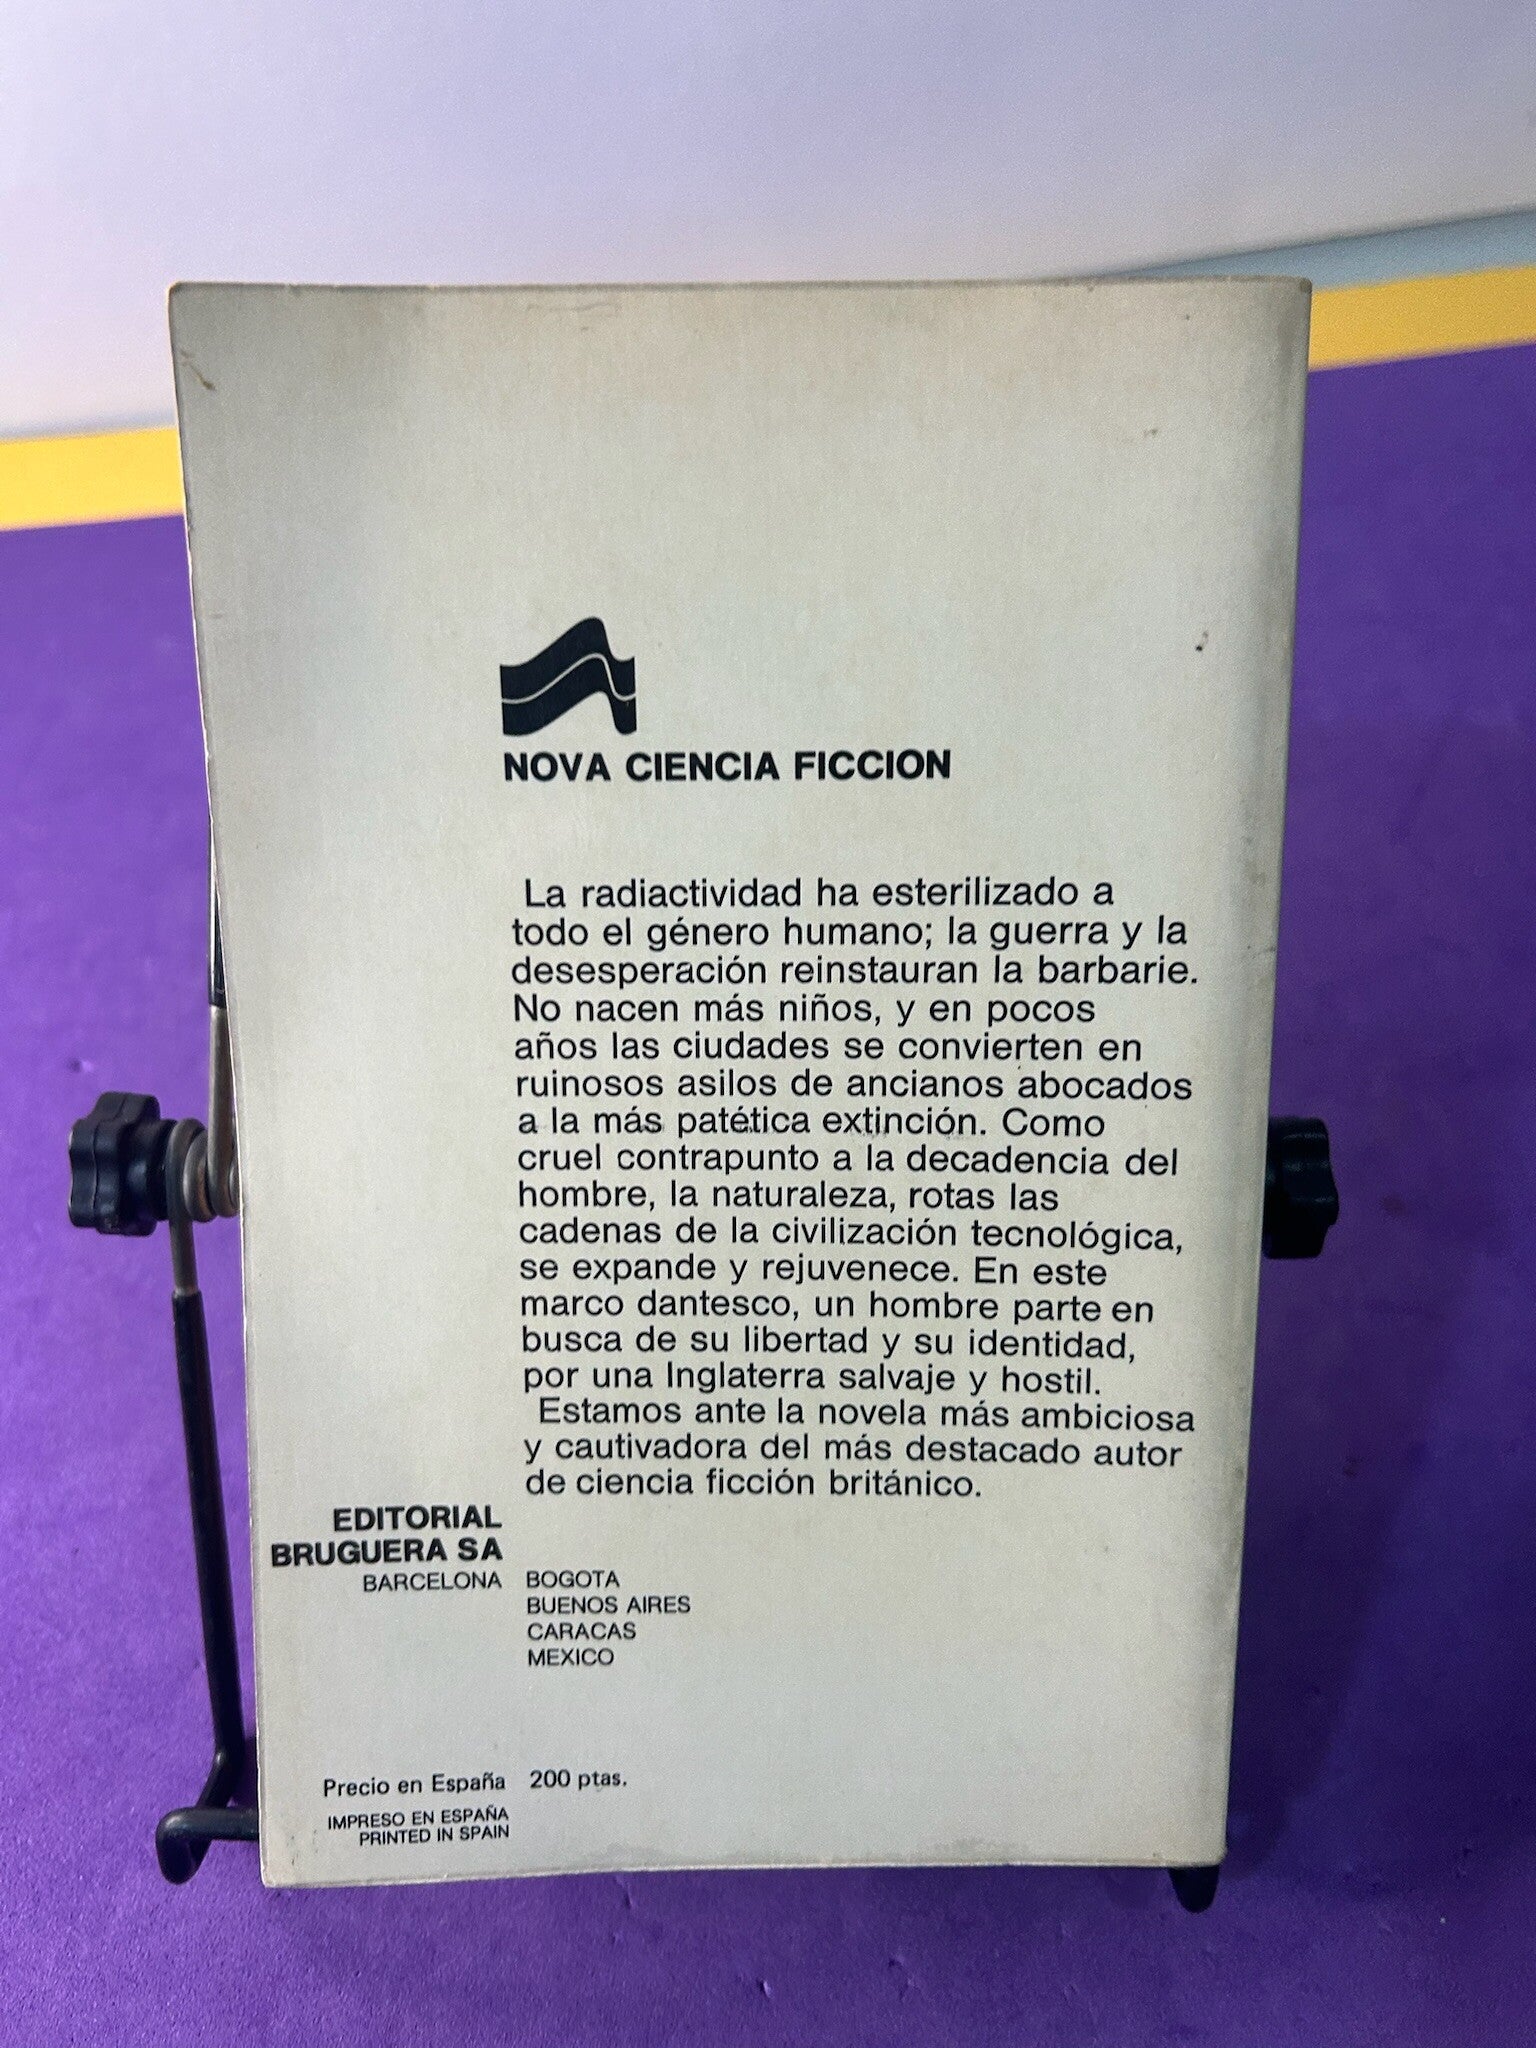 NOVA CIENCIA FICCION
La radiactividad ha esterilizado a
todo el género humano; la guerra y la
desesperación reinstauran la barbarie.
No nacen más niños, y en pocos
años las ciudades se convierten en
ruinosos asilos de ancianos abocados
a la más patética extinción. Como
cruel contrapunto a la decadencia del
hombre, la naturaleza, rotas las
cadenas de la civilización tecnológica,
se expande y rejuvenece. En este
marco dantesco, un hombre parte en
busca de su libertad y su identidad,
por una Inglaterra salvaje y hostil.
Estamos ante la novela más ambiciosa
y cautivadora del más destacado autor
de ciencia ficción británico.
EDITORIAL
BRUGUERA SA
BARCELONA BOGOTA
BUENOS AIRES
CARACAS
MEXICO
Precio en España 200 ptas.
IMPRESO EN ESPAÑA
PRINTED IN SPAIN